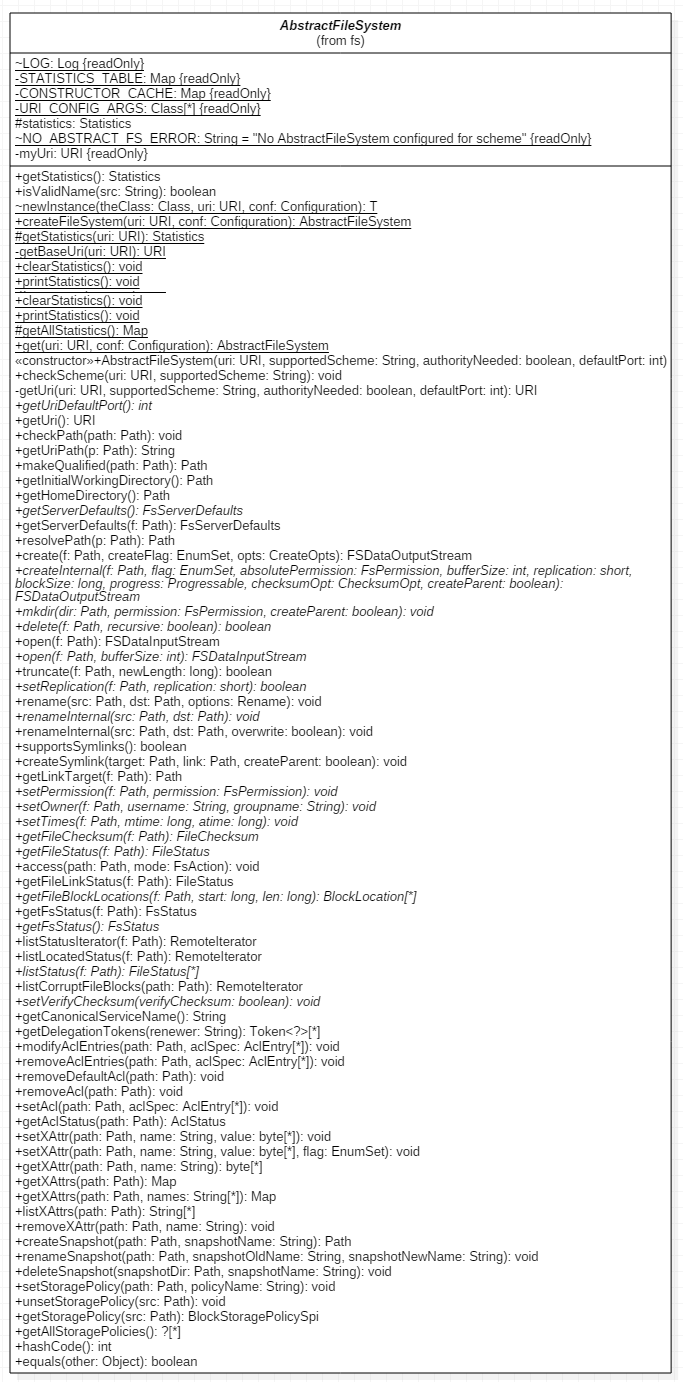 AbstractFileSystem
(from fs)
~LOG: Log {readOnly}
-STATISTICS_TABLE: Map {readOnly}
-CONSTRUCTOR_CACHE: Map {readOnly}
-URI_CONFIG_ARGS: Class[*] {readOnly}
#statistics: Statistics
~NO_ABSTRACT_FS_ERROR: String = "No AbstractFileSystem configured for scheme" {readOnly}
-myUri: URI {readOnly}
+getStatistics(): Statistics
+isValidName(src: String): boolean
~newInstance(theClass: Class, uri: URI, conf: Configuration): T
+createFileSystem(uri: URI, conf: Configuration): AbstractFileSystem
#getStatistics(uri: URI): Statistics
-getBaseUri(uri: URI): URI
+clearStatistics(): void
+printStatistics(): void
+clearStatistics(): void
+printStatistics(): void
#getAllStatistics(): Map
+get(uri: URI, conf: Configuration): AbstractFileSystem
«constructor»+AbstractFileSystem(uri: URI, supportedScheme: String, authorityNeeded: boolean, defaultPort: int)
+checkScheme(uri: URI, supportedScheme: String): void
-getUri(uri: URI, supportedScheme: String, authorityNeeded: boolean, defaultPort: int): URI
+getUriDefaultPort(): int
+getUri(): URI
+checkPath(path: Path): void
+getUriPath(p: Path): String
+makeQualified(path: Path): Path
+getInitialWorkingDirectory(): Path
+getHomeDirectory(): Path
+getServerDefaults(): FsServerDefaults
+getServerDefaults(f: Path): FsServerDefaults
+resolvePath(p: Path): Path
+create(f: Path, createFlag: EnumSet, opts: CreateOpts): FSDataOutputStream
+createInternal(f: Path, flag: EnumSet, absolutePermission: FsPermission, bufferSize: int, replication: short,
blockSize: long, progress: Progressable, checksumOpt: ChecksumOpt, createParent: boolean):
FSDataOutputStream
+mkdir(dir: Path, permission: FsPermission, createParent: boolean): void
+delete(f: Path, recursive: boolean): boolean
+open(f: Path): FSDataInputStream
+open(f: Path, bufferSize: int): FSDataInputStream
+truncate(f: Path, newLength: long): boolean
+setReplication(f: Path, replication: short): boolean
+rename(src: Path, dst: Path, options: Rename): void
+renameInternal(src: Path, dst: Path): void
+renameInternal(src: Path, dst: Path, overwrite: boolean): void
+supportsSymlinks(): boolean
+createSymlink(target: Path, link: Path, createParent: boolean): void
+getLinkTarget(f: Path): Path
+setPermission(f: Path, permission: FsPermission): void
+setOwner(f: Path, username: String, groupname: String): void
+setTimes(f: Path, mtime: long, atime: long): void
+getFileChecksum(f: Path): FileChecksum
+getFileStatus(f: Path): FileStatus
+access(path: Path, mode: FsAction): void
+getFileLinkStatus(f: Path): FileStatus
+getFileBlockLocations(f: Path, start: long, len: long): BlockLocation[*]
+getFsStatus(f: Path): FsStatus
+getFsStatus(): FsStatus
+listStatusIterator(f: Path): RemoteIterator
+listLocatedStatus(f: Path): RemoteIterator
+listStatus(f: Path): FileStatus[*]
+listCorruptFileBlocks(path: Path): RemoteIterator
+setVerifyChecksum(verifyChecksum: boolean): void
+getCanonicalServiceName(): String
+getDelegationTokens(renewer: String): Token<?>[*]
+modifyAclEntries(path: Path, aclSpec: AclEntry[*]): void
+removeAclEntries(path: Path, aclSpec: AclEntry[*]): void
+removeDefaultAcl(path: Path): void
+removeAcl(path: Path): void
+setAcl(path: Path, aclSpec: AclEntry[*]): void
+getAclStatus(path: Path): AclStatus
+setXAttr(path: Path, name: String, value: byte[*]): void
+setXAttr(path: Path, name: String, value: byte[*], flag: EnumSet): void
+getXAttr(path: Path, name: String): byte[*]
+getXAttrs(path: Path): Map
+getXAttrs(path: Path, names: String[*]): Map
+listXAttrs(path: Path): String[*]
+removeXAttr(path: Path, name: String): void
+createSnapshot(path: Path, snapshotName: String): Path
+renameSnapshot(path: Path, snapshotOldName: String, snapshotNewName: String): void
+deleteSnapshot(snapshotDir: Path, snapshotName: String): void
+setStoragePolicy(path: Path, policyName: String): void
+unsetStoragePolicy(src: Path): void
+getStoragePolicy(src: Path): BlockStoragePolicySpi
+getAllStoragePolicies(): ?[*]
+hashCode(): int
+equals(other: Object): boolean